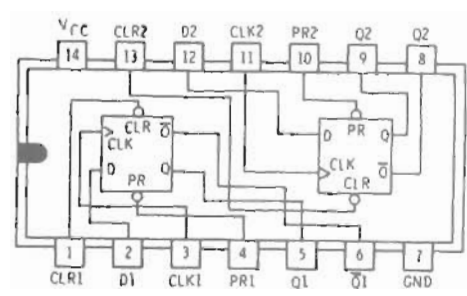 VCC CLR2 D2 CLK2 PR2 Q2 Q2
14 13 12 11 10 9 8
CLR Q̅
CLK
D Q
PR
PR
D Q
CLK Q̅
CLR
1 2 3 4 5 6 7
CLR1 D1 CLK1 PR1 Q1 Q̅1 GND